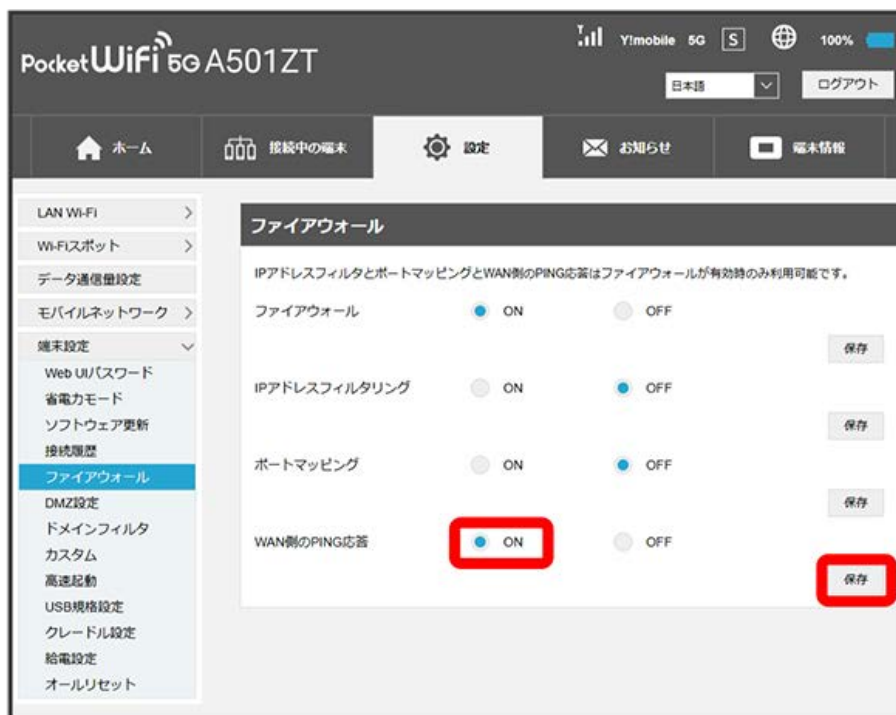 Pocket WiFi 5G A501ZT
Y!mobile 5G S 100%
日本語
ログアウト
ホーム
接続中の端末
設定
お知らせ
端末情報
LAN Wi-Fi
Wi-Fiスポット
データ通信量設定
モバイルネットワーク
端末設定
Web UIパスワード
省電力モード
ソフトウェア更新
接続履歴
ファイアウォール
DMZ設定
ドメインフィルタ
カスタム
高速起動
USB規格設定
クレードル設定
給電設定
オールリセット
ファイアウォール
IPアドレスフィルタとポートマッピングとWAN側のPING応答はファイアウォールが有効時のみ利用可能です。
ファイアウォール ON OFF
保存
IPアドレスフィルタリング ON OFF
保存
ポートマッピング ON OFF
保存
WAN側のPING応答 ON OFF
保存